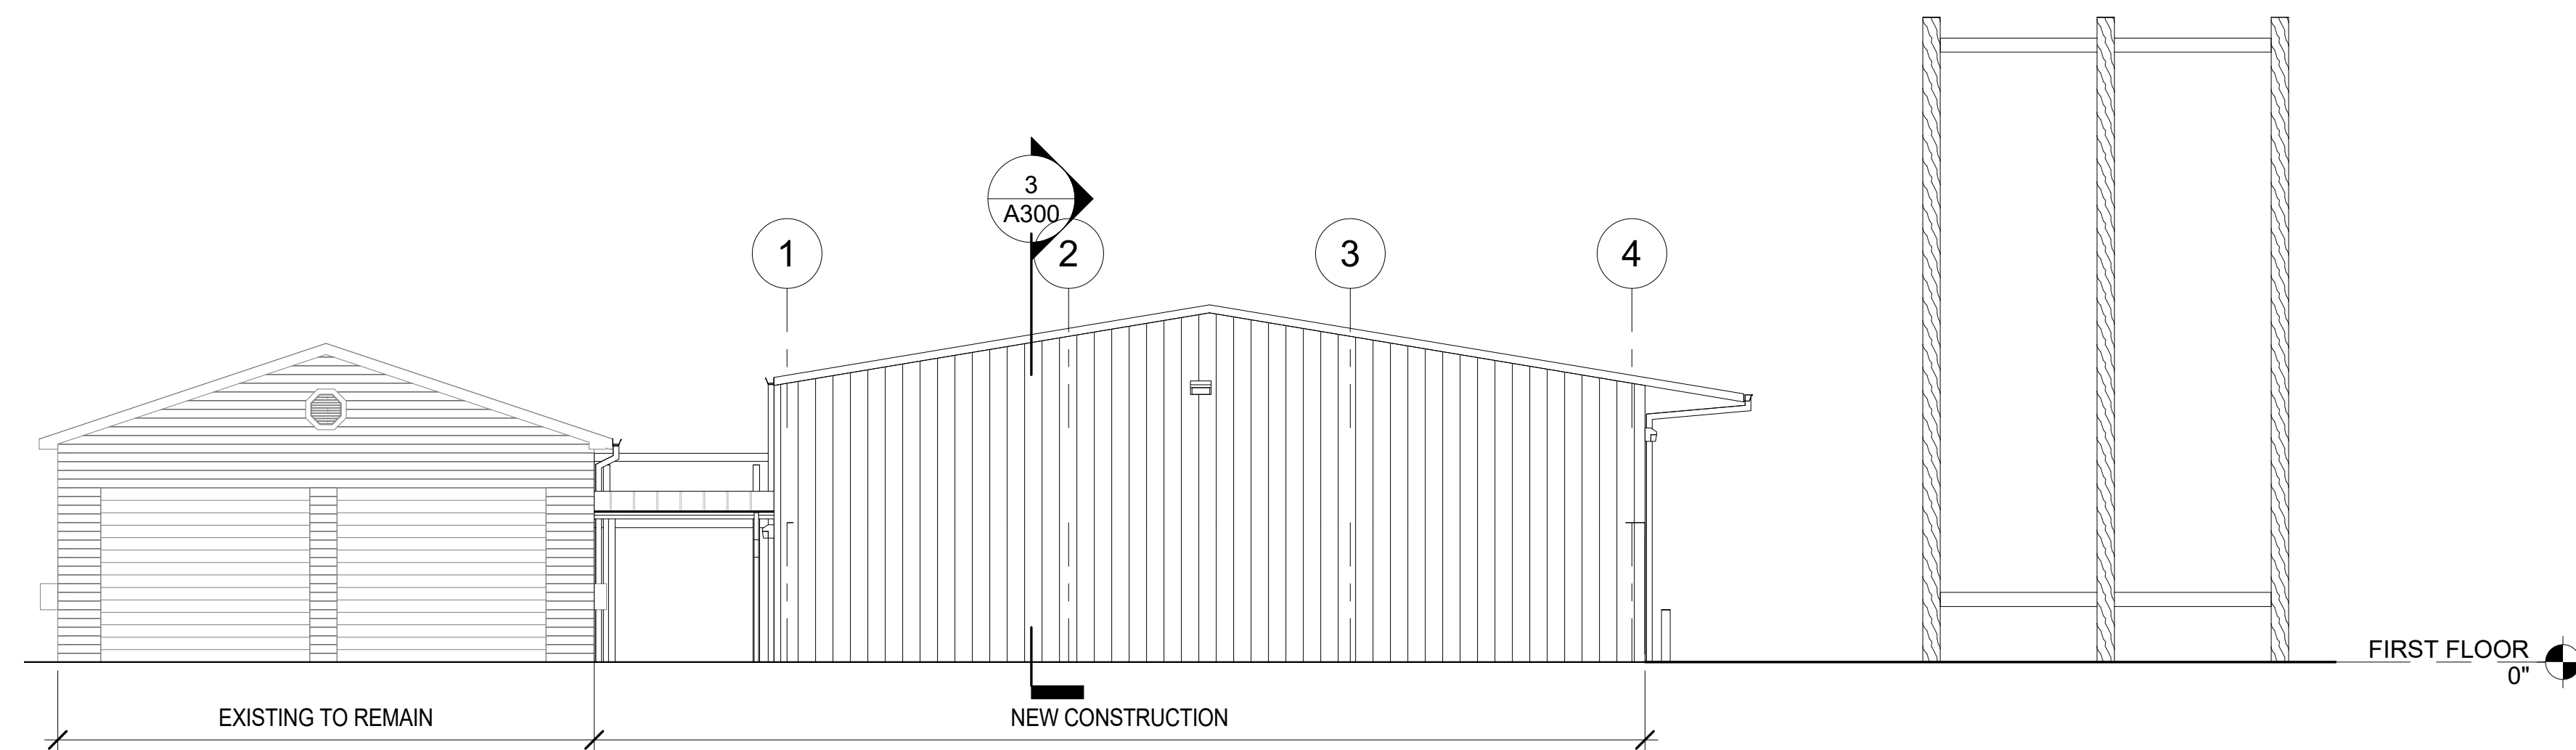 3
A300
1
2
3
4
FIRST FLOOR
0"
EXISTING TO REMAIN
NEW CONSTRUCTION